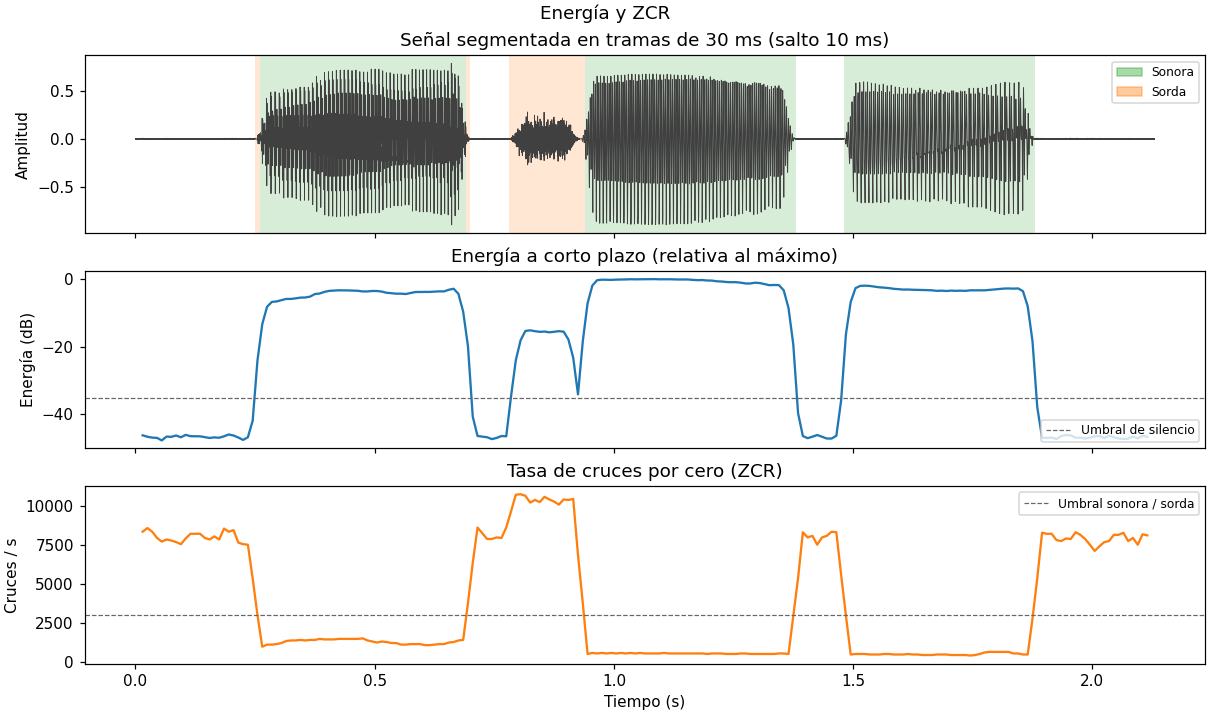 Energía y ZCR
Señal segmentada en tramas de 30 ms (salto 10 ms)
Amplitud
0.5
0.0
−0.5
Sonora
Sorda
Energía a corto plazo (relativa al máximo)
Energía (dB)
0
−20
−40
Umbral de silencio
Tasa de cruces por cero (ZCR)
Cruces / s
10000
7500
5000
2500
0
Umbral sonora / sorda
0.0 0.5 1.0 1.5 2.0
Tiempo (s)